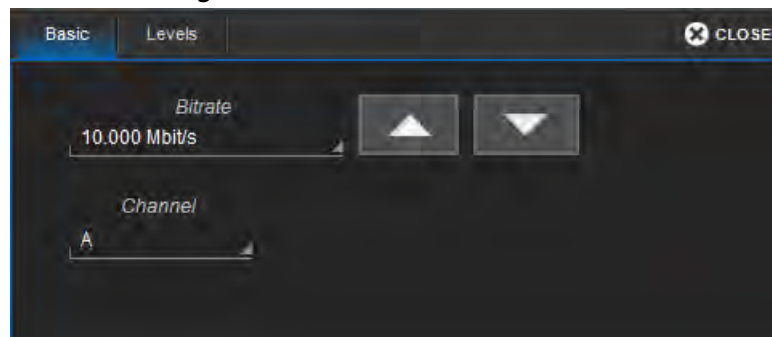 Basic Levels CLOSE
Bitrate
10.000 Mbit/s
Channel
A